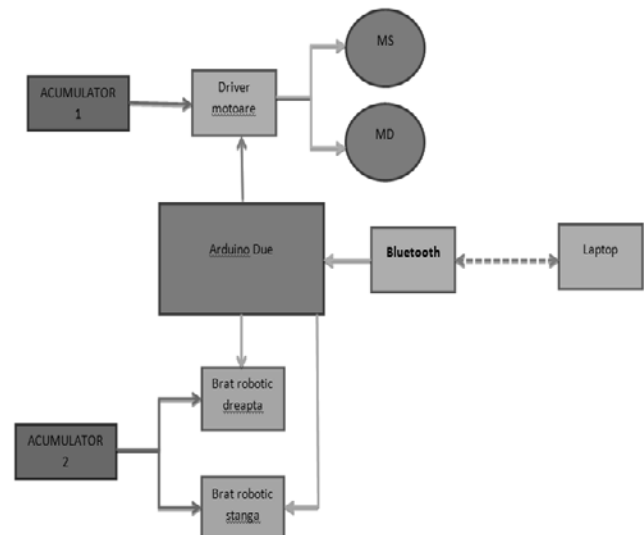 MS
ACUMULATOR
1
Driver
motoare
MD
Arduino Due
Bluetooth
Laptop
Brat robotic
dreapta
ACUMULATOR
2
Brat robotic
stanga